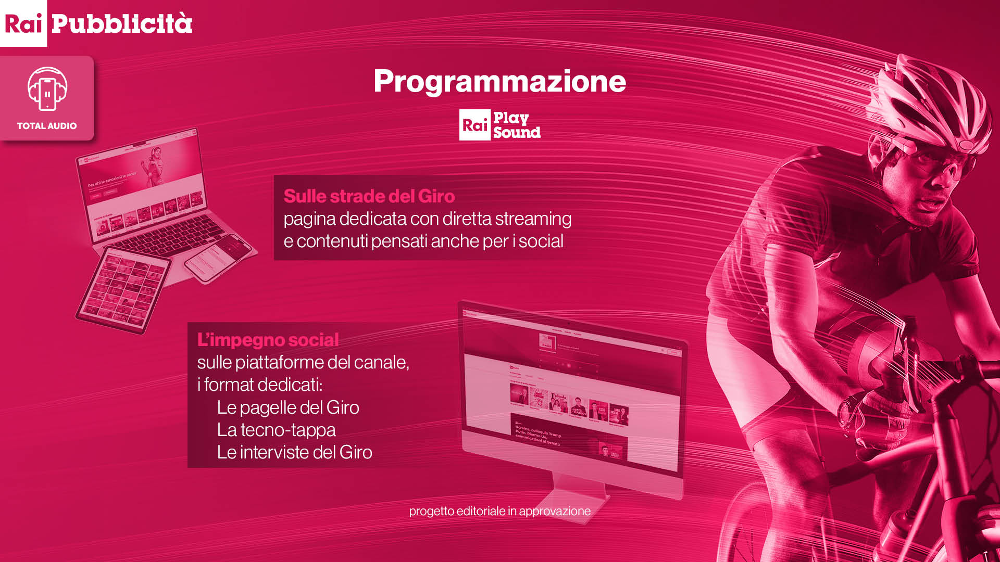 Rai Pubblicità
TOTAL AUDIO
Programmazione
Rai Play Sound
Per chi le emozioni le sente
Sulle strade del Giro
pagina dedicata con diretta streaming
e contenuti pensati anche per i social
L'impegno social
sulle piattaforme del canale,
i format dedicati:
Le pagelle del Giro
La tecno-tappa
Le interviste del Giro
Ucraina: colloquio Trump
Putin. Riarmo Ue,
comunicazioni al Senato
progetto editoriale in approvazione